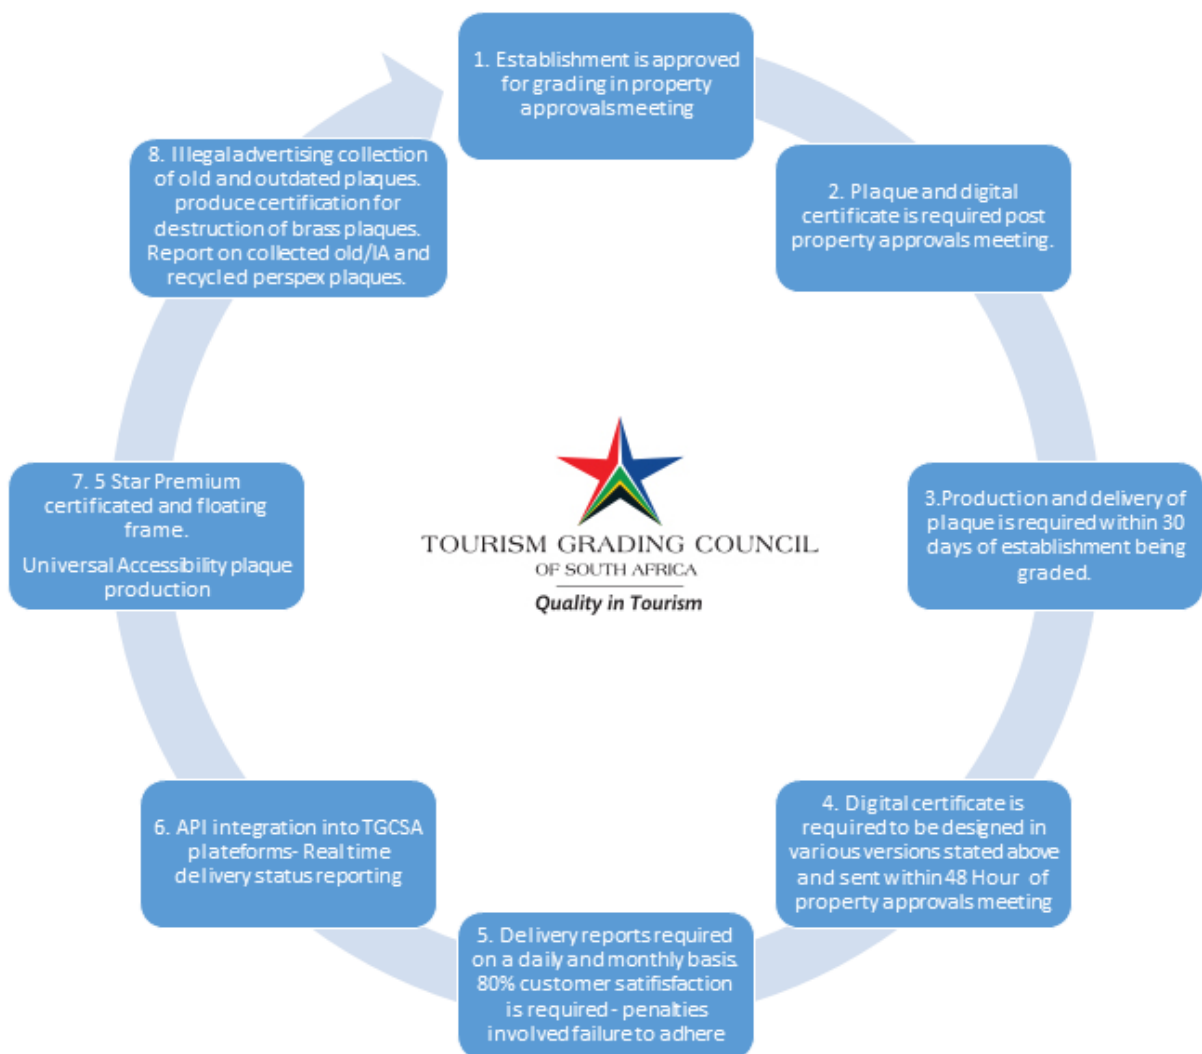 1. Establishment is approved
for grading in property
approvals meeting
2. Plaque and digital
certificate is required post
property approvals meeting.
3.Production and delivery of
plaque is required within 30
days of establishment being
graded.
4. Digital certificate is
required to be designed in
various versions stated above
and sent within 48 Hour of
property approvals meeting
5. Delivery reports required
on a daily and monthly basis.
80% customer satifisfaction
is required - penalties
involved failure to adhere
6. API integration into TGCSA
plateforms- Real time
delivery status reporting
7. 5 Star Premium
certificated and floating
frame.
Universal Accessibility plaque
production
8. Illegal advertising collection
of old and outdated plaques.
produce certification for
destruction of brass plaques.
Report on collected old/IA and
recycled perspex plaques.
TOURISM GRADING COUNCIL
OF SOUTH AFRICA
Quality in Tourism